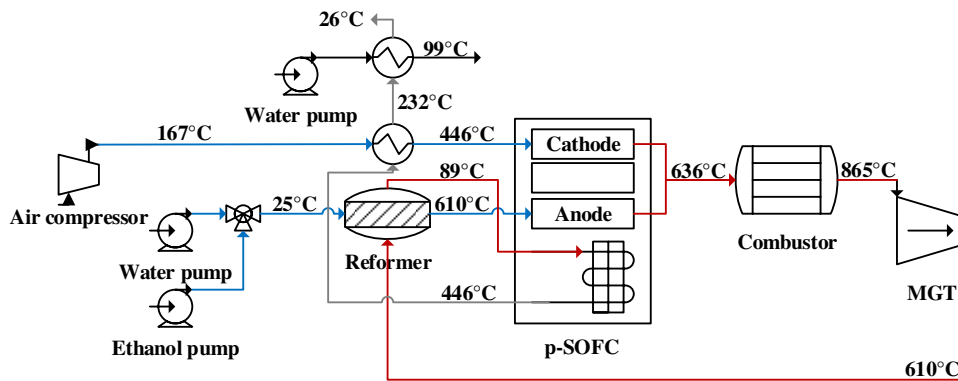 26°C
99°C
Water pump
232°C
167°C
446°C
Cathode
636°C
865°C
89°C
Air compressor
25°C
610°C
Anode
Combustor
Water pump
Reformer
446°C
MGT
Ethanol pump
p-SOFC
610°C